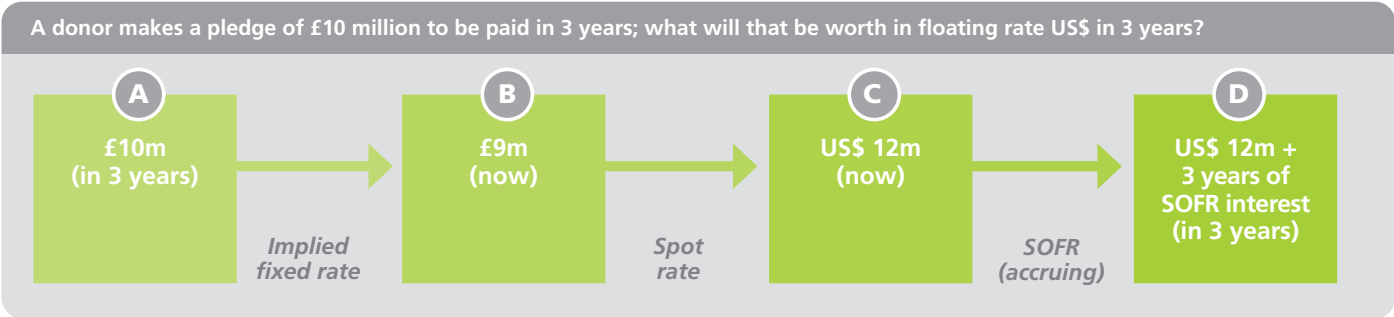 A donor makes a pledge of £10 million to be paid in 3 years; what will that be worth in floating rate US$ in 3 years?
A
£10m
(in 3 years)
Implied
fixed rate
B
£9m
(now)
Spot
rate
C
US$ 12m
(now)
SOFR
(accruing)
D
US$ 12m +
3 years of
SOFR interest
(in 3 years)